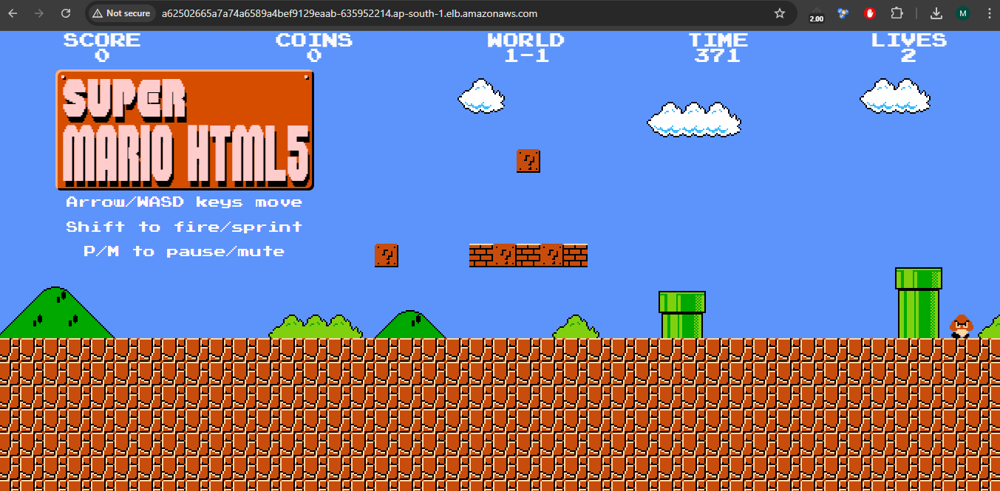 Not secure
a62502665a7a74a6589a4bef9129eaab-635952214.ap-south-1.elb.amazonaws.com
2.00
M
SCORE COINS WORLD TIME LIVES
0 0 1-1 371 2
SUPER
MARIO HTML5
Arrow/WASD keys move
Shift to fire/sprint
P/M to pause/mute
?
?
? ?